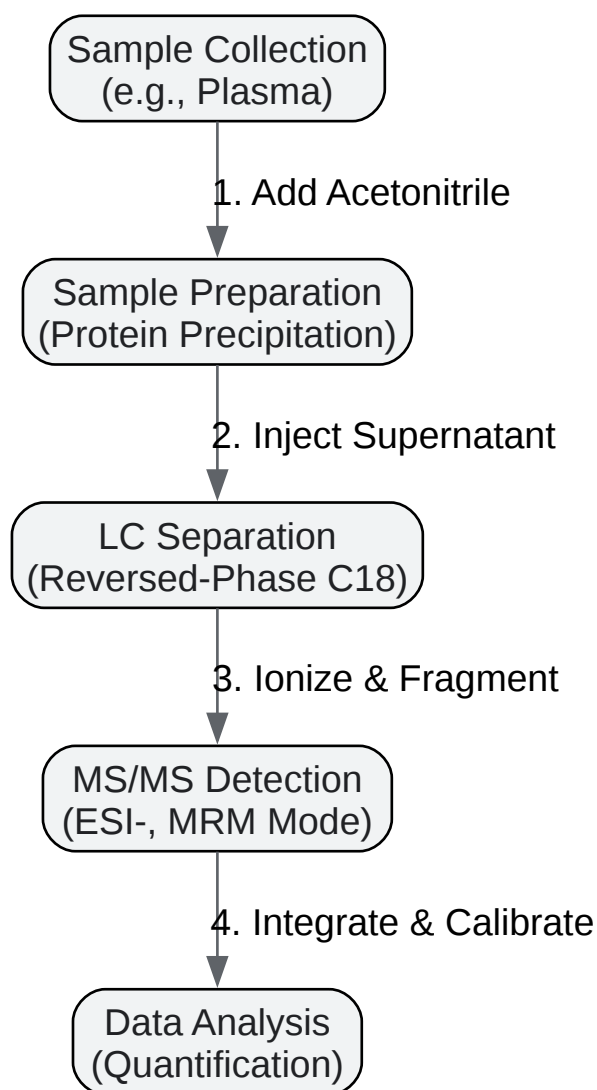 Sample Collection
(e.g., Plasma)
1. Add Acetonitrile
Sample Preparation
(Protein Precipitation)
2. Inject Supernatant
LC Separation
(Reversed-Phase C18)
3. Ionize & Fragment
MS/MS Detection
(ESI-, MRM Mode)
4. Integrate & Calibrate
Data Analysis
(Quantification)